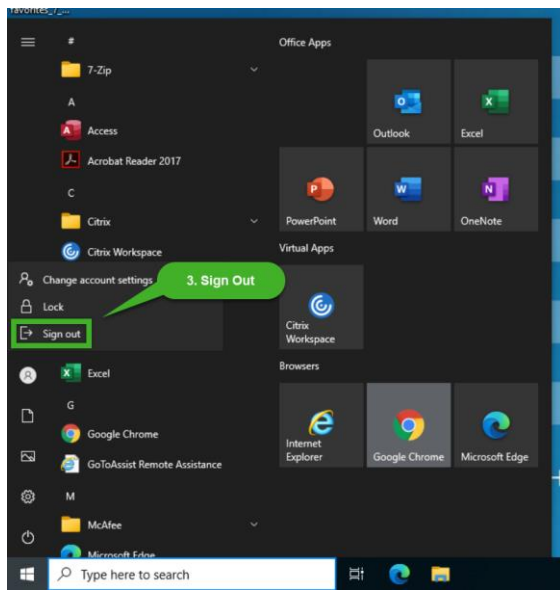 favorites_7_...
#
7-Zip
A
Access
Acrobat Reader 2017
C
Citrix
Citrix Workspace
Change account settings
3. Sign Out
Lock
Sign out
Excel
G
Google Chrome
GoToAssist Remote Assistance
M
McAfee
Microsoft Edge
Type here to search
Office Apps
Outlook
Excel
PowerPoint
Word
OneNote
Virtual Apps
Citrix
Workspace
Browsers
Internet
Explorer
Google Chrome
Microsoft Edge